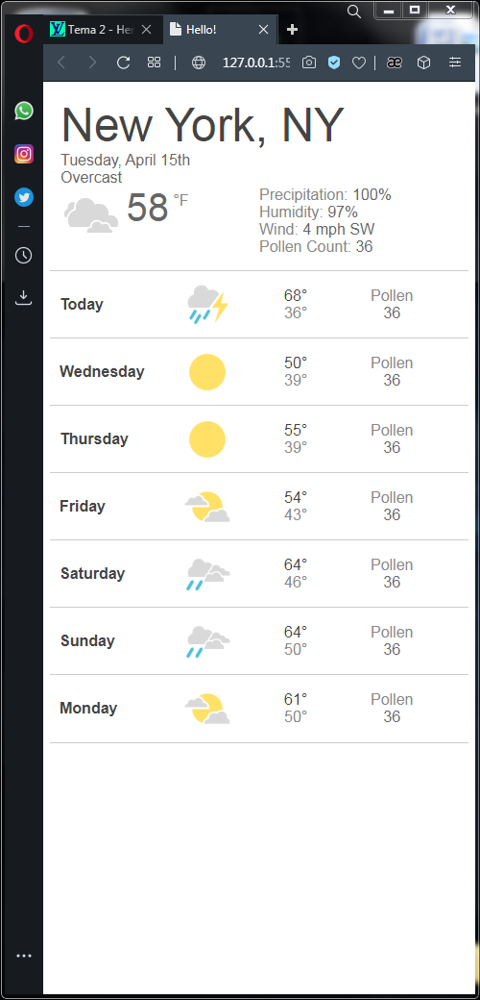 Tema 2 - Her
Hello!
127.0.0.1:55
New York, NY
Tuesday, April 15th
Overcast
58 °F
Precipitation: 100%
Humidity: 97%
Wind: 4 mph SW
Pollen Count: 36
Today 68° Pollen
36° 36
Wednesday 50° Pollen
39° 36
Thursday 55° Pollen
39° 36
Friday 54° Pollen
43° 36
Saturday 64° Pollen
46° 36
Sunday 64° Pollen
50° 36
Monday 61° Pollen
50° 36